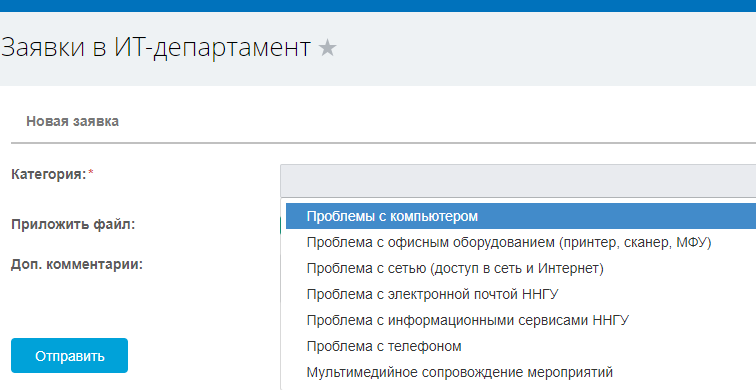 Заявки в ИТ-департамент
Новая заявка
Категория:*
Проблемы с компьютером
Приложить файл:
Проблема с офисным оборудованием (принтер, сканер, МФУ)
Доп. комментарии:
Проблема с сетью (доступ в сеть и Интернет)
Проблема с электронной почтой ННГУ
Проблема с информационными сервисами ННГУ
Отправить
Проблема с телефоном
Мультимедийное сопровождение мероприятий